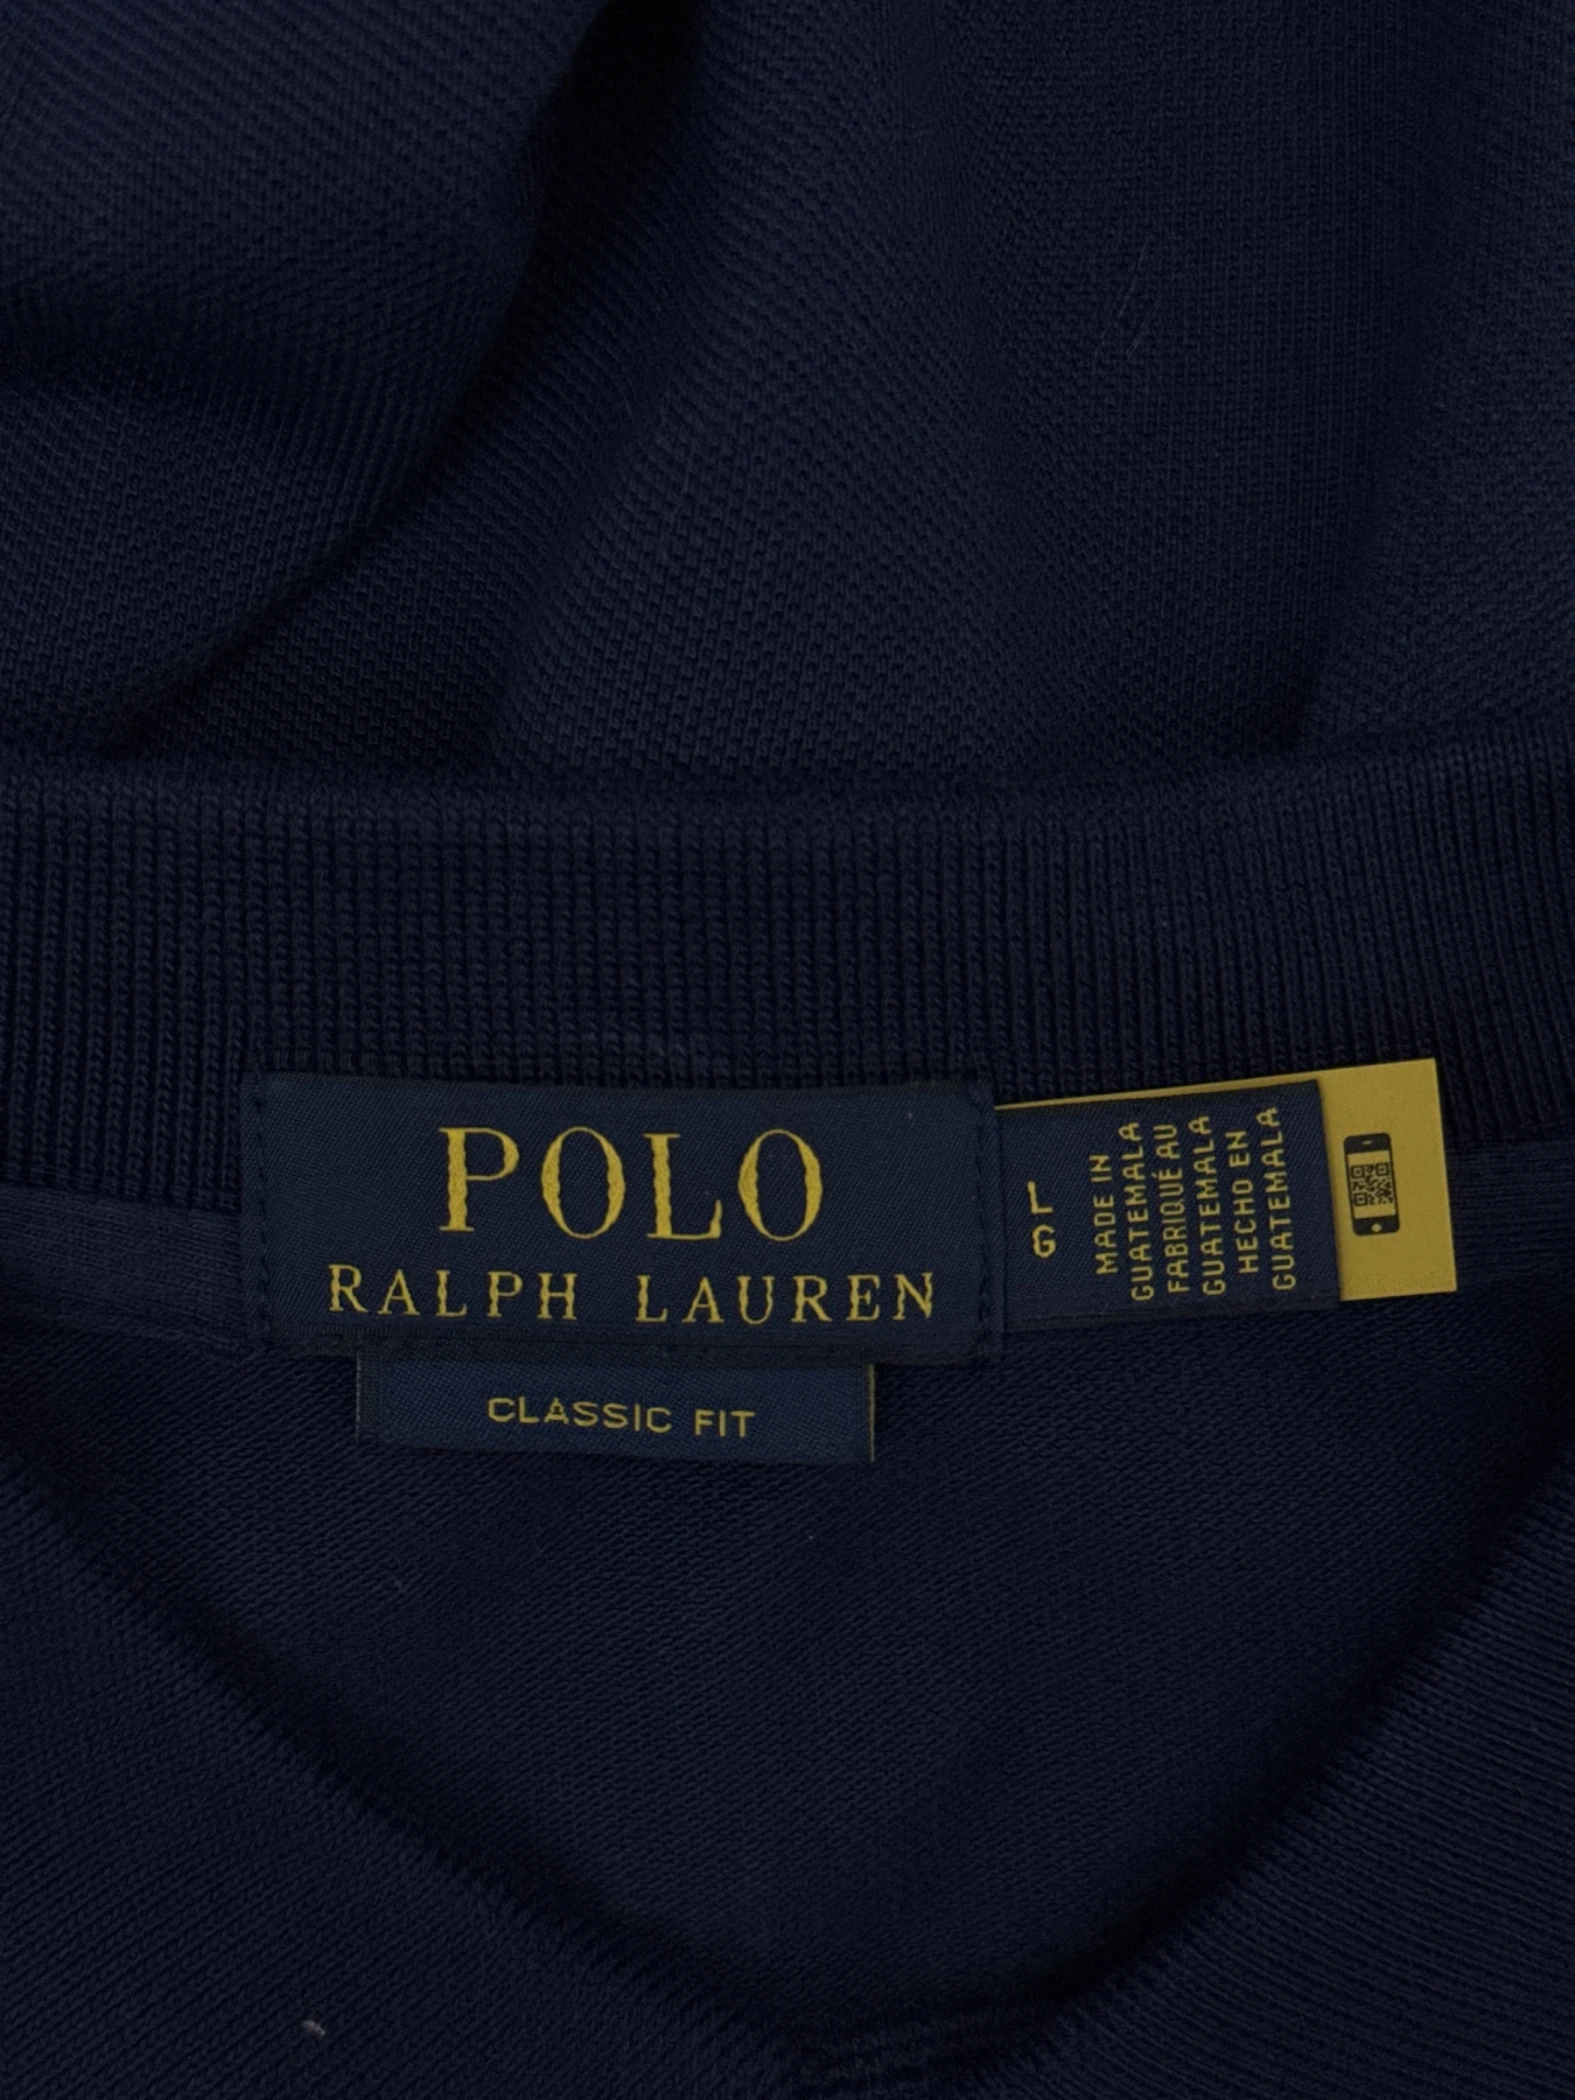 POLO
RALPH LAUREN
CLASSIC FIT
L
G
MADE IN
GUATEMALA
FABRIQUÉ AU
GUATEMALA
HECHO EN
GUATEMALA